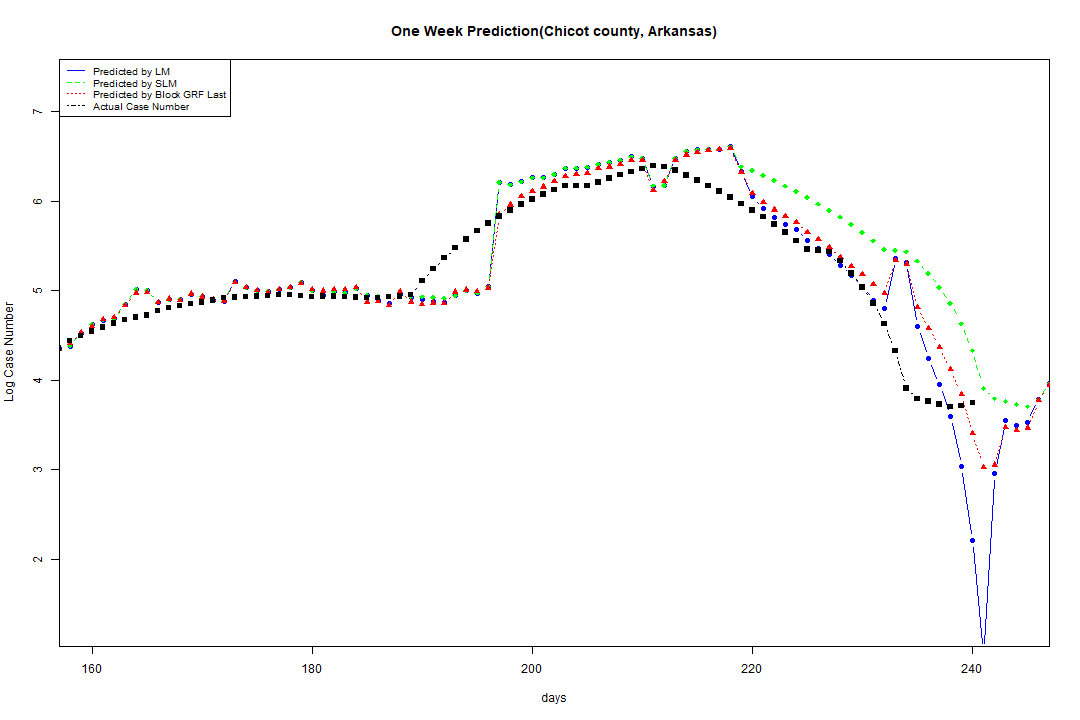 One Week Prediction(Chicot county, Arkansas)
Predicted by LM
Predicted by SLM
Predicted by Block GRF Last
Actual Case Number
7
6
5
4
3
2
Log Case Number
160 180 200 220 240
days